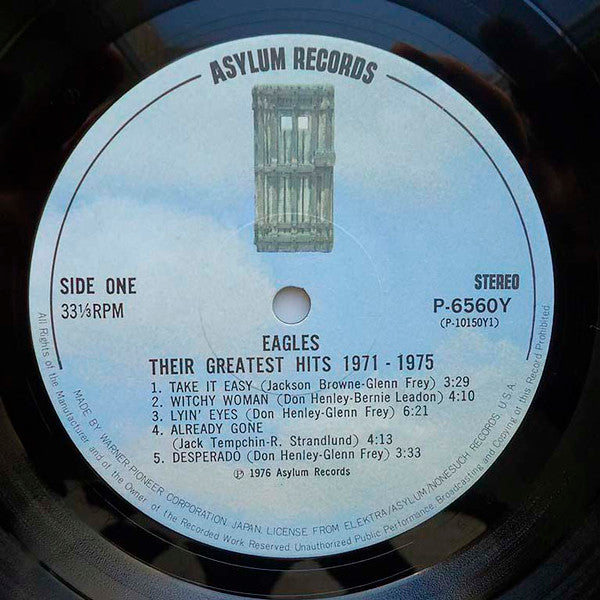 ASYLUM RECORDS
SIDE ONE
33⅓RPM
STEREO
P-6560Y
(P-10150Y1)
EAGLES
THEIR GREATEST HITS 1971 - 1975
1. TAKE IT EASY (Jackson Browne-Glenn Frey) 3:29
2. WITCHY WOMAN (Don Henley-Bernie Leadon) 4:10
3. LYIN' EYES (Don Henley-Glenn Frey) 6:21
4. ALREADY GONE
(Jack Tempchin-R. Strandlund) 4:13
5. DESPERADO (Don Henley-Glenn Frey) 3:33
Ⓟ 1976 Asylum Records
MADE BY WARNER-PIONEER CORPORATION, JAPAN, LICENSE FROM ELEKTRA/ASYLUM/NONESUCH RECORDS, U.S.A.
All Rights of the Manufacturer and of the Owner of the Recorded Work Reserved. Unauthorized Public Performance, Broadcasting and Copying of this Record Prohibited.